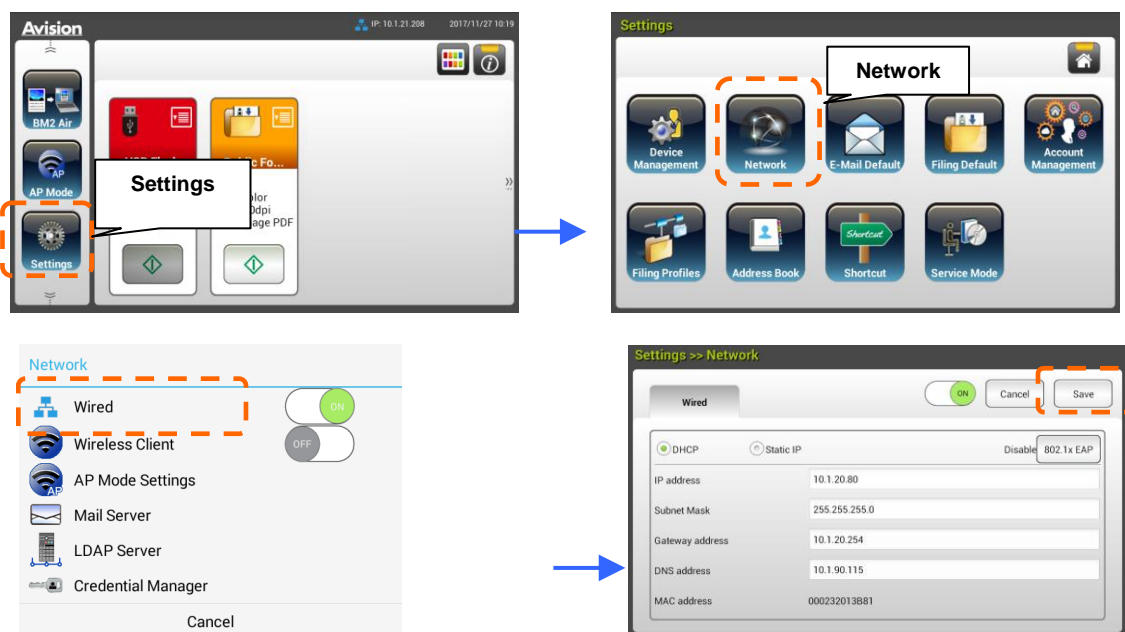 Avision
IP: 10.1.21.208 2017/11/27 10:19
BM2 Air
AP
AP Mode
Settings
Settings
Fo...
olor
0dpi
age PDF
Settings
Network
Device Management
Network
E-Mail Default
Filing Default
Account Management
Filing Profiles
Address Book
Shortcut
Shortcut
Service Mode
Network
Wired ON
Wireless Client OFF
AP
AP Mode Settings
Mail Server
LDAP Server
Credential Manager
Cancel
Settings >> Network
Wired ON Cancel Save
DHCP Static IP Disable 802.1x EAP
IP address 10.1.20.80
Subnet Mask 255.255.255.0
Gateway address 10.1.20.254
DNS address 10.1.90.115
MAC address 000232013B81